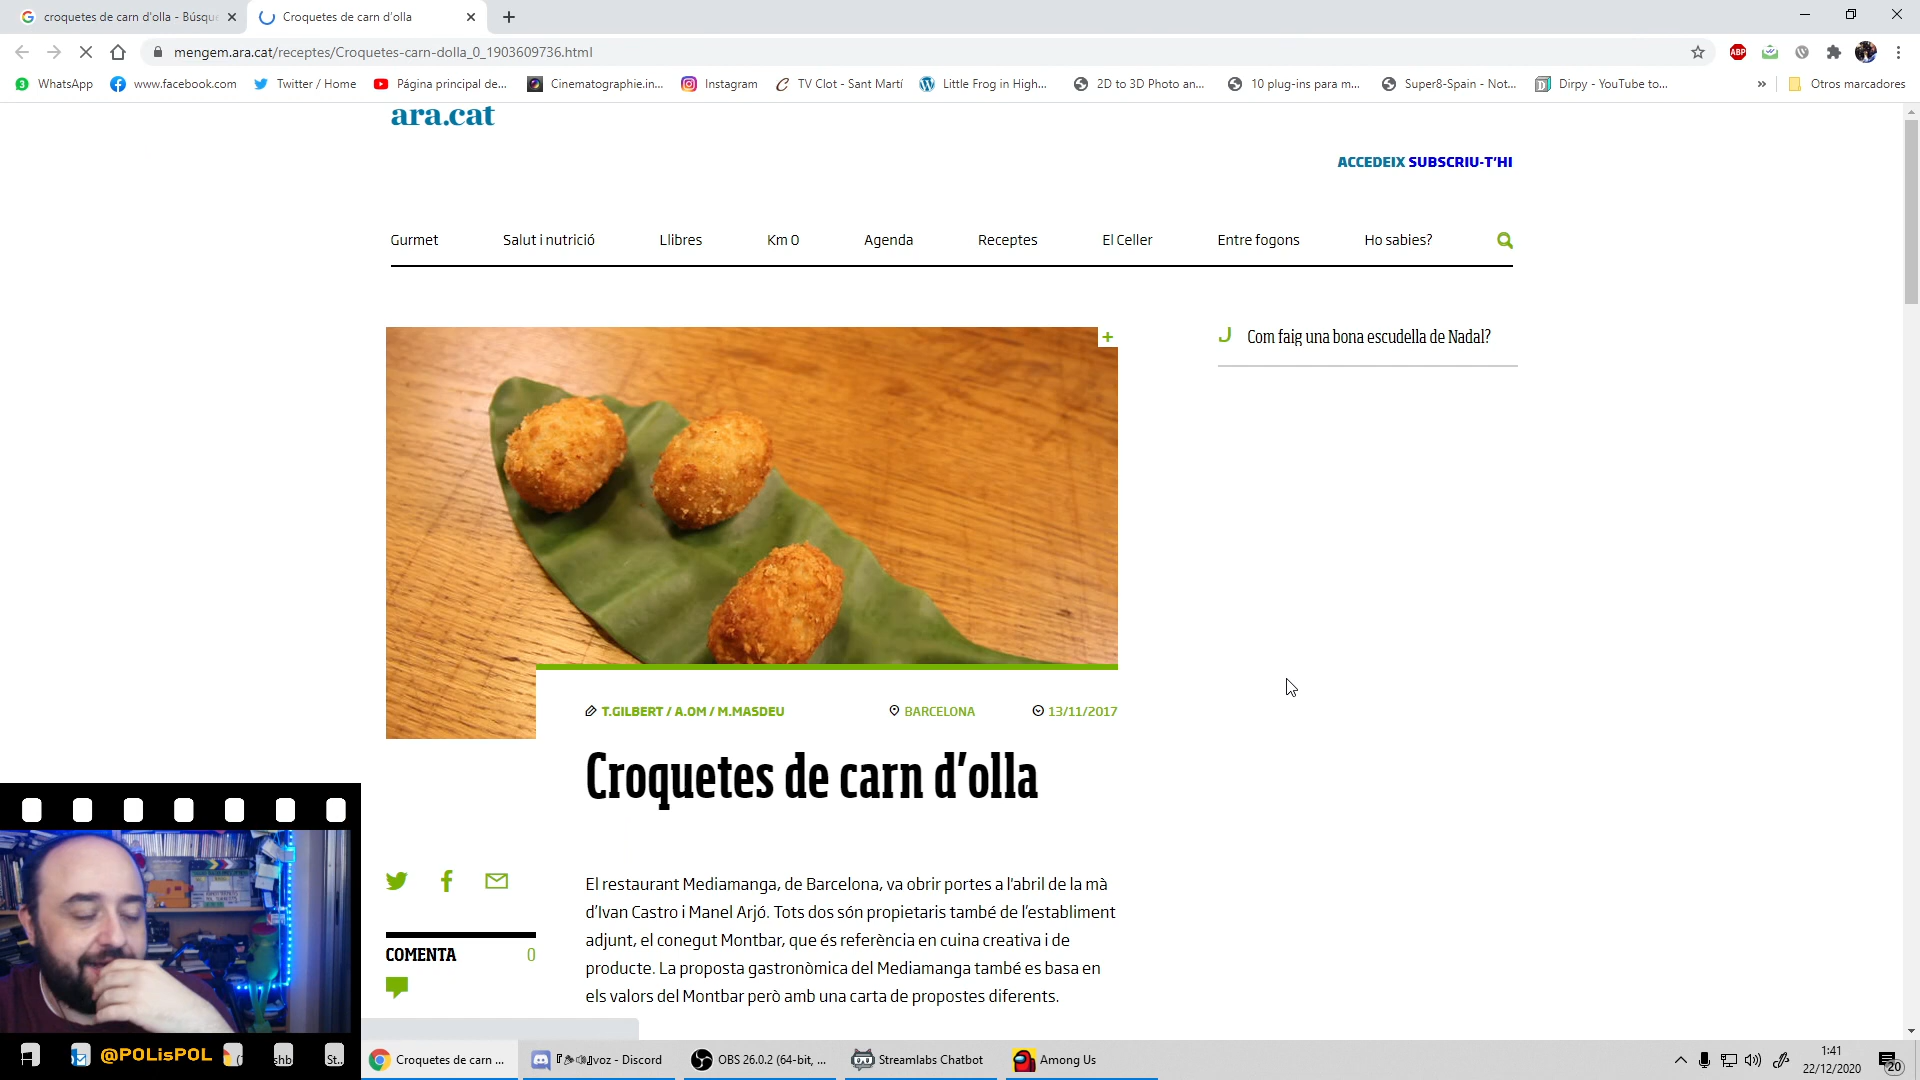 croquetes de carn d'olla - Búsqu
Croquetes de carn d'olla
mengem.ara.cat/receptes/Croquetes-carn-dolla_0_1903609736.html
ABP
WhatsApp
www.facebook.com
Twitter / Home
Página principal de...
Cinematographie.in...
Instagram
TV Clot - Sant Martí
Little Frog in High...
2D to 3D Photo an...
10 plug-ins para m...
Super8-Spain - Not...
Dirpy - YouTube to...
»
Otros marcadores
ara.cat
ACCEDEIX SUBSCRIU-T'HI
Gurmet
Salut i nutrició
Llibres
Km 0
Agenda
Receptes
El Celler
Entre fogons
Ho sabies?
Com faig una bona escudella de Nadal?
T.GILBERT / A.OM / M.MASDEU
BARCELONA
13/11/2017
Croquetes de carn d'olla
El restaurant Mediamanga, de Barcelona, va obrir portes a l'abril de la mà
d'Ivan Castro i Manel Arjó. Tots dos són propietaris també de l'establiment
adjunt, el conegut Montbar, que és referència en cuina creativa i de
producte. La proposta gastronòmica del Mediamanga també es basa en
els valors del Montbar però amb una carta de propostes diferents.
COMENTA 0
@POLisPOL
shb
St...
Croquetes de carn ...
voz - Discord
OBS 26.0.2 (64-bit, ...
Streamlabs Chatbot
Among Us
1:41
22/12/2020
20